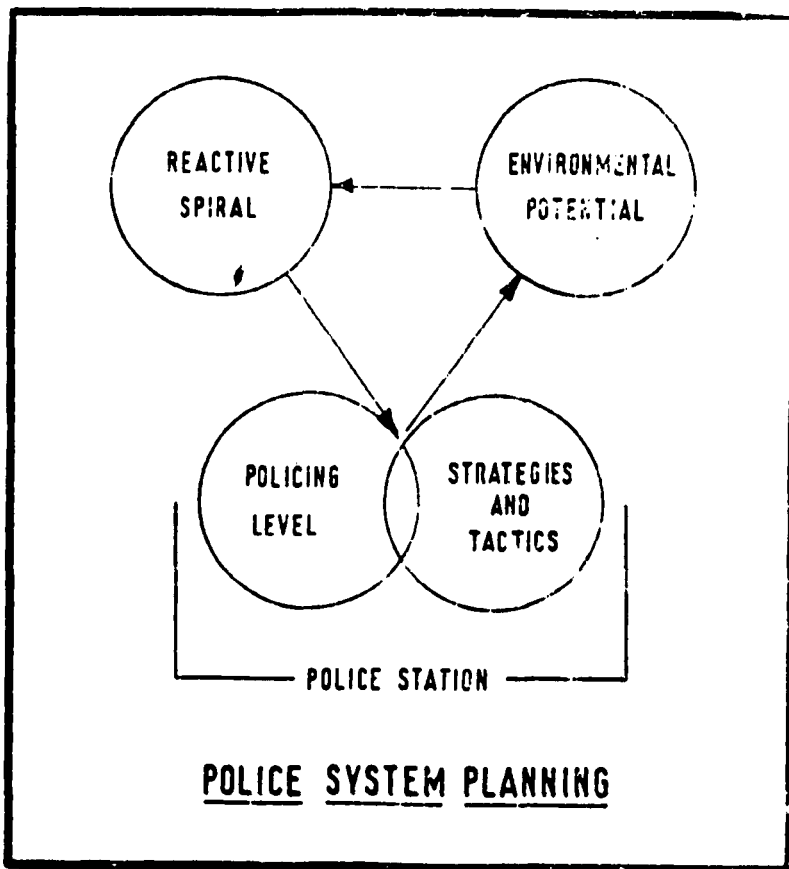 REACTIVE
SPIRAL
ENVIRONMENTAL
POTENTIAL
POLICING
LEVEL
STRATEGIES
AND
TACTICS
POLICE STATION
POLICE SYSTEM PLANNING